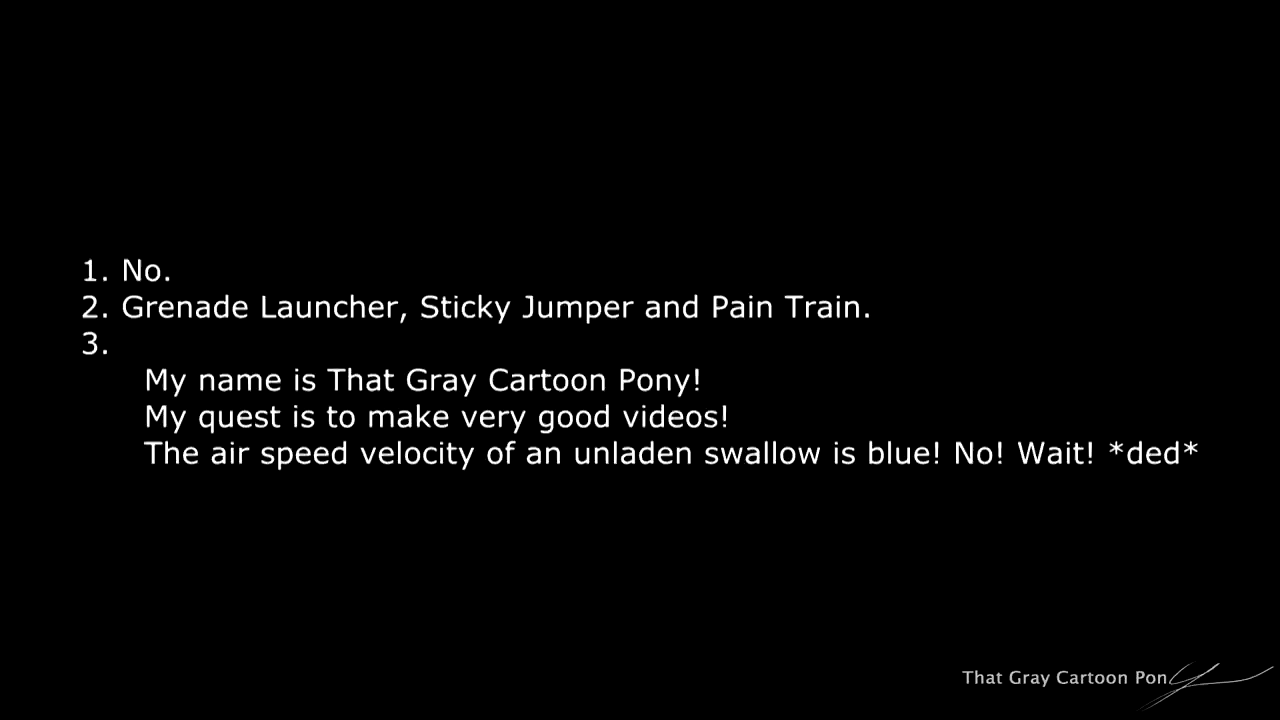 1. No.
2. Grenade Launcher, Sticky Jumper and Pain Train.
3.
My name is That Gray Cartoon Pony!
My quest is to make very good videos!
The air speed velocity of an unladen swallow is blue! No! Wait! *ded*
That Gray Cartoon Pony